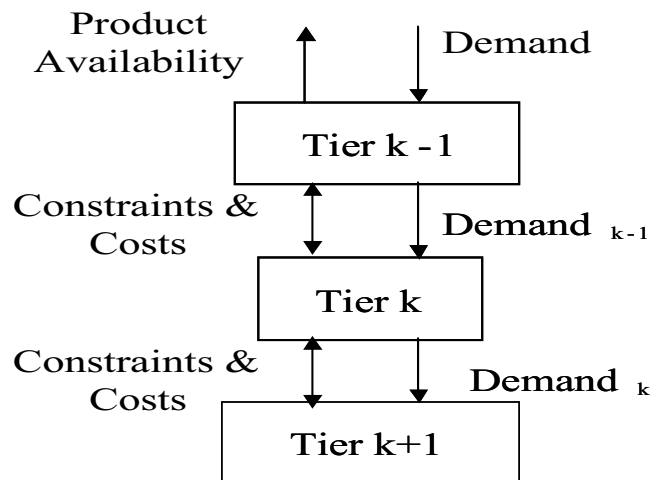 Product
Availability
Demand
Tier k -1
Constraints &
Costs
Demand k-1
Tier k
Constraints &
Costs
Demand k
Tier k+1